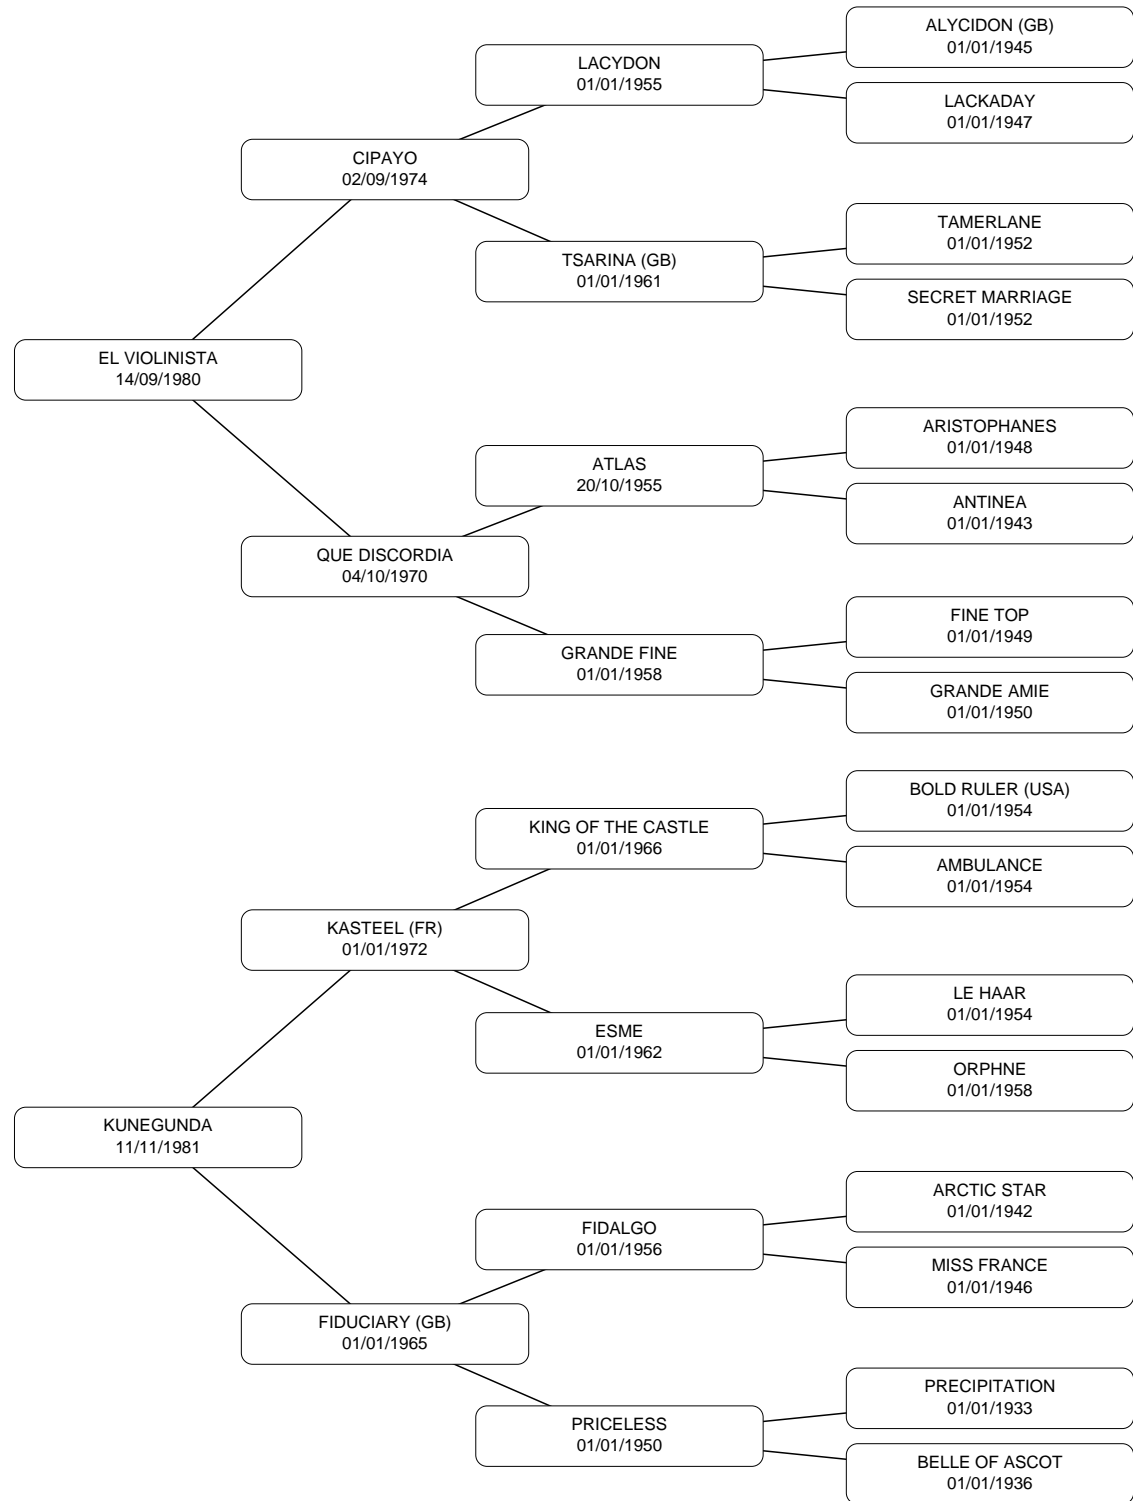 ALYCIDON (GB)
01/01/1945
LACYDON
01/01/1955
LACKADAY
01/01/1947
CIPAYO
02/09/1974
TAMERLANE
01/01/1952
TSARINA (GB)
01/01/1961
SECRET MARRIAGE
01/01/1952
EL VIOLINISTA
14/09/1980
ARISTOPHANES
01/01/1948
ATLAS
20/10/1955
ANTINEA
01/01/1943
QUE DISCORDIA
04/10/1970
FINE TOP
01/01/1949
GRANDE FINE
01/01/1958
GRANDE AMIE
01/01/1950
BOLD RULER (USA)
01/01/1954
KING OF THE CASTLE
01/01/1966
AMBULANCE
01/01/1954
KASTEEL (FR)
01/01/1972
LE HAAR
01/01/1954
ESME
01/01/1962
ORPHNE
01/01/1958
KUNEGUNDA
11/11/1981
ARCTIC STAR
01/01/1942
FIDALGO
01/01/1956
MISS FRANCE
01/01/1946
FIDUCIARY (GB)
01/01/1965
PRECIPITATION
01/01/1933
PRICELESS
01/01/1950
BELLE OF ASCOT
01/01/1936